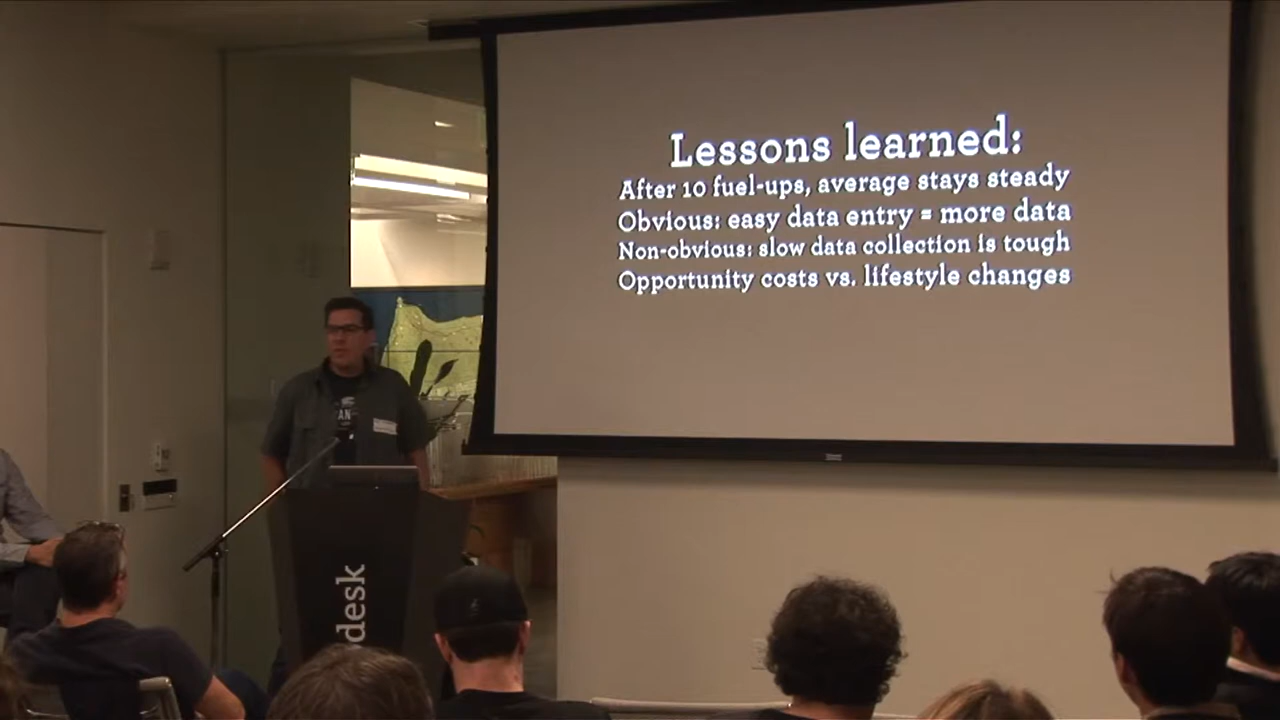 Lessons learned:
After 10 fuel-ups, average stays steady
Obvious: easy data entry = more data
Non-obvious: slow data collection is tough
Opportunity costs vs. lifestyle changes
AN
desk